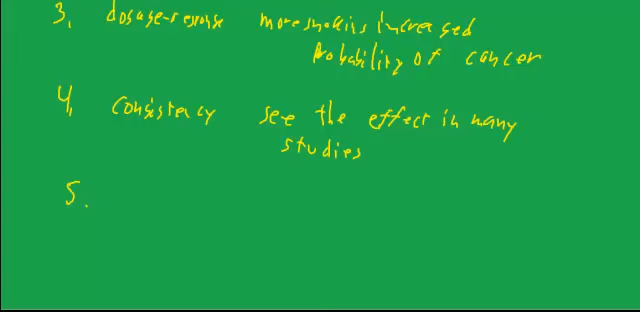 3. dosage-response more smoking increased
probability of cancer
4. consistency see the effect in many
studies
5.